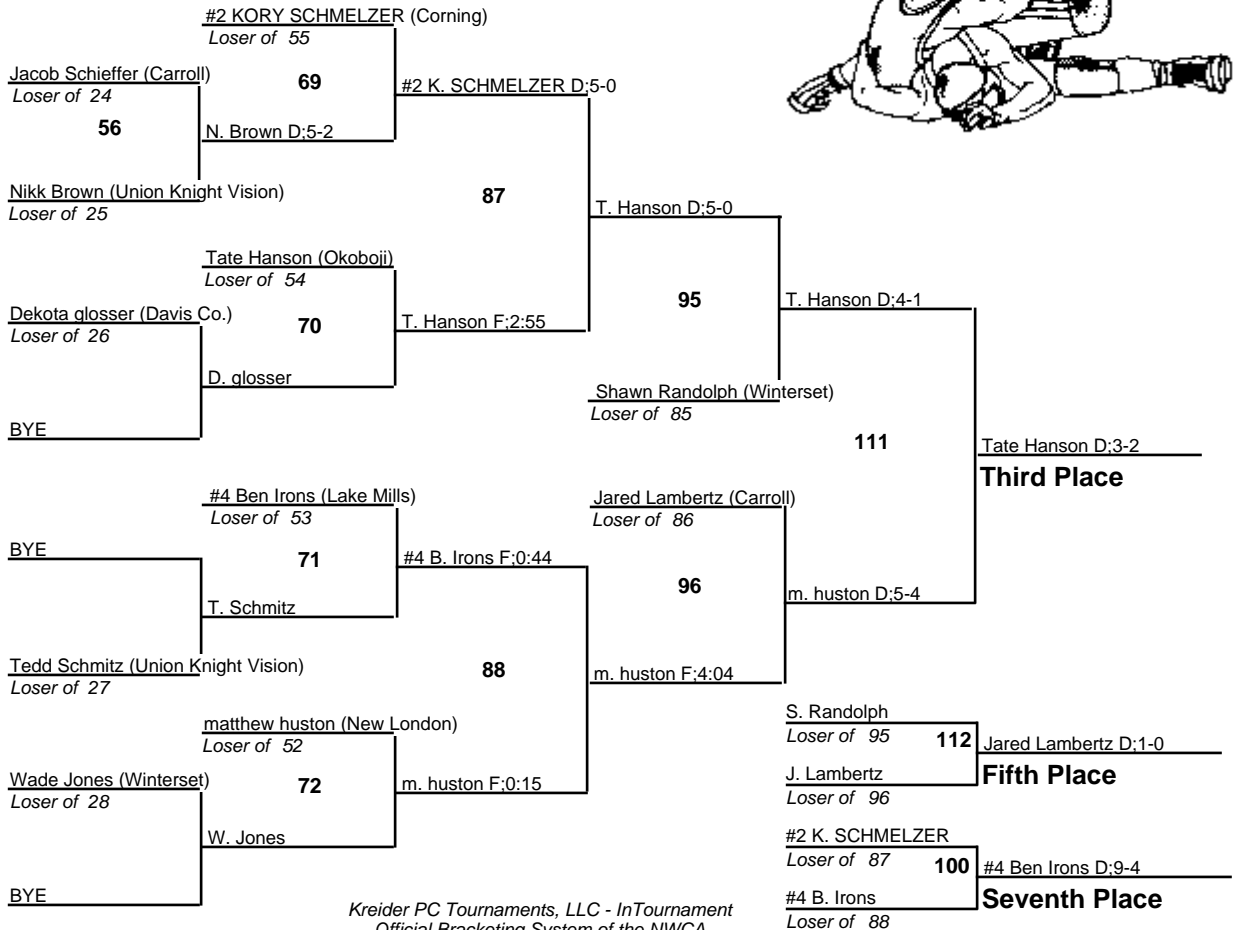 #2 KORY SCHMELZER (Corning)
Loser of 55
Jacob Schieffer (Carroll)
Loser of 24
69
#2 K. SCHMELZER D;5-0
56
N. Brown D;5-2
Nikk Brown (Union Knight Vision)
Loser of 25
87
T. Hanson D;5-0
Tate Hanson (Okoboji)
Loser of 54
Dekota glosser (Davis Co.)
Loser of 26
70
T. Hanson F;2:55
95
T. Hanson D;4-1
D. glosser
Shawn Randolph (Winterset)
Loser of 85
BYE
111
Tate Hanson D;3-2
Third Place
#4 Ben Irons (Lake Mills)
Loser of 53
Jared Lambertz (Carroll)
Loser of 86
BYE
71
#4 B. Irons F;0:44
96
T. Schmitz
m. huston D;5-4
Tedd Schmitz (Union Knight Vision)
Loser of 27
88
m. huston F;4:04
matthew huston (New London)
Loser of 52
S. Randolph
Loser of 95
112
Jared Lambertz D;1-0
Fifth Place
Wade Jones (Winterset)
Loser of 28
72
m. huston F;0:15
J. Lambertz
Loser of 96
W. Jones
#2 K. SCHMELZER
Loser of 87
100
#4 Ben Irons D;9-4
Seventh Place
BYE
#4 B. Irons
Loser of 88
Kreider PC Tournaments, LLC - InTournament
Official Bracketing System of the NWCA